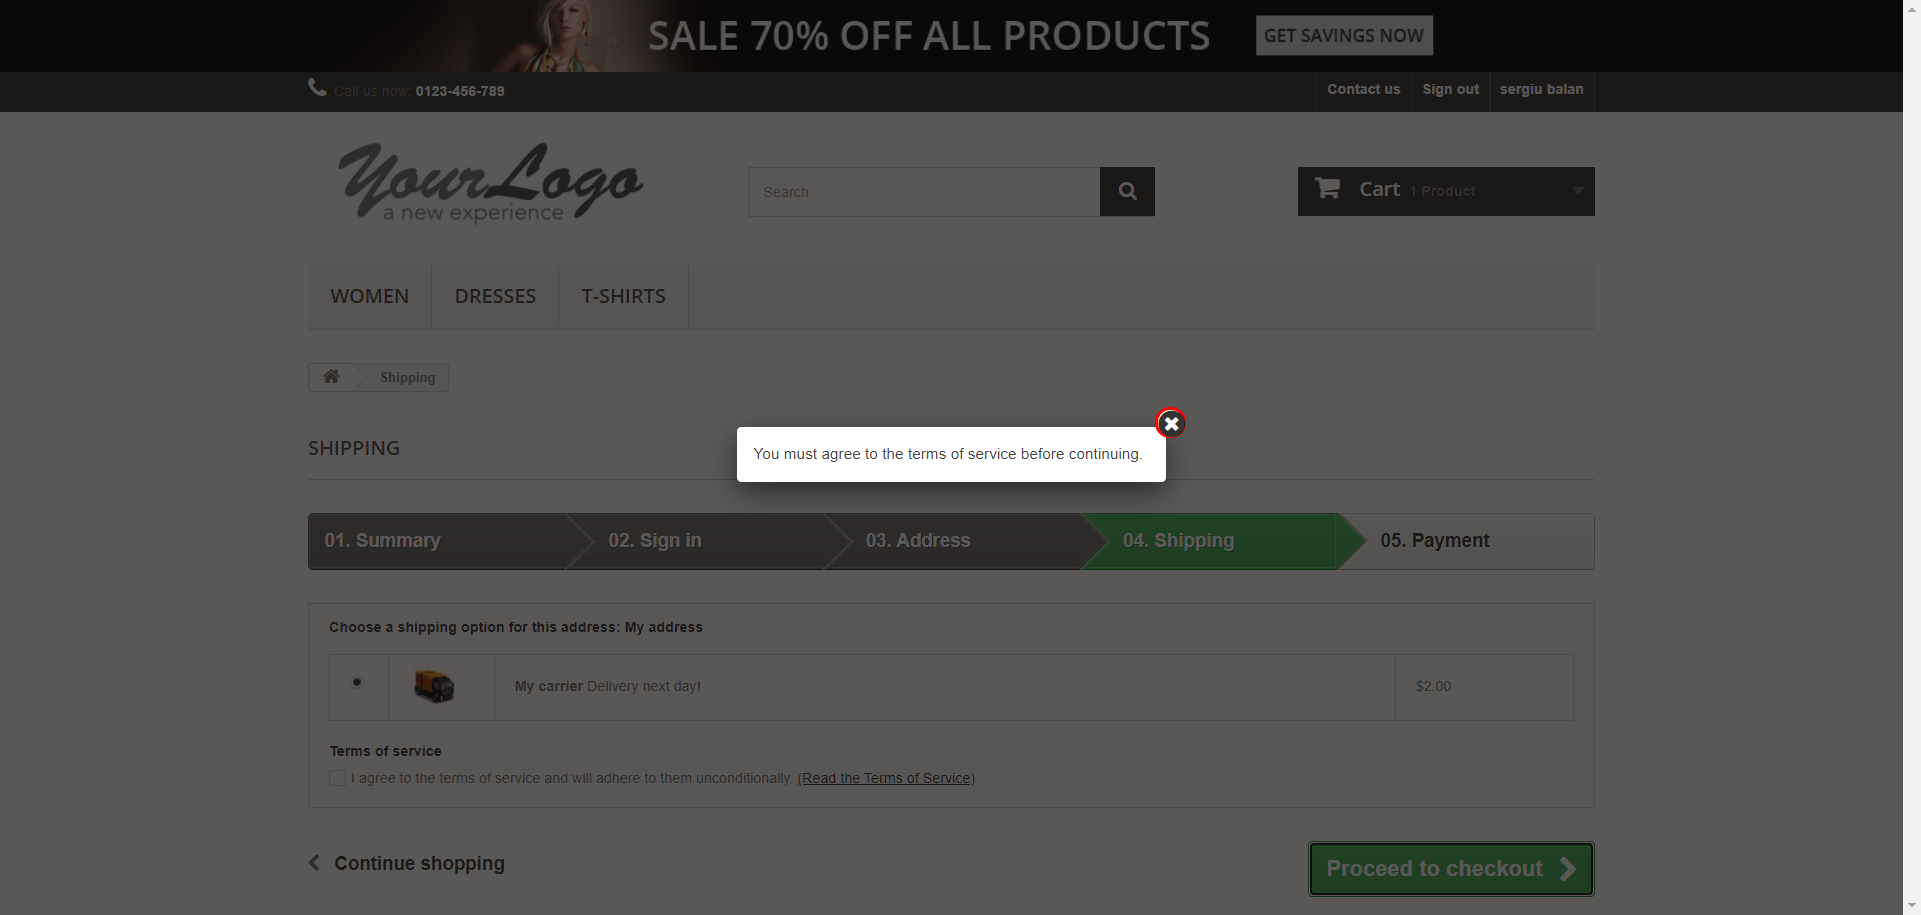 SALE 70% OFF ALL PRODUCTS
GET SAVINGS NOW
Call us now: 0123-456-789
Contact us
Sign out
sergiu balan
YourLogo
a new experience
Search
Cart 1 Product
WOMEN
DRESSES
T-SHIRTS
Shipping
You must agree to the terms of service before continuing.
SHIPPING
01. Summary
02. Sign in
03. Address
04. Shipping
05. Payment
Choose a shipping option for this address: My address
My carrier Delivery next day!
$2.00
Terms of service
I agree to the terms of service and will adhere to them unconditionally. (Read the Terms of Service)
Continue shopping
Proceed to checkout